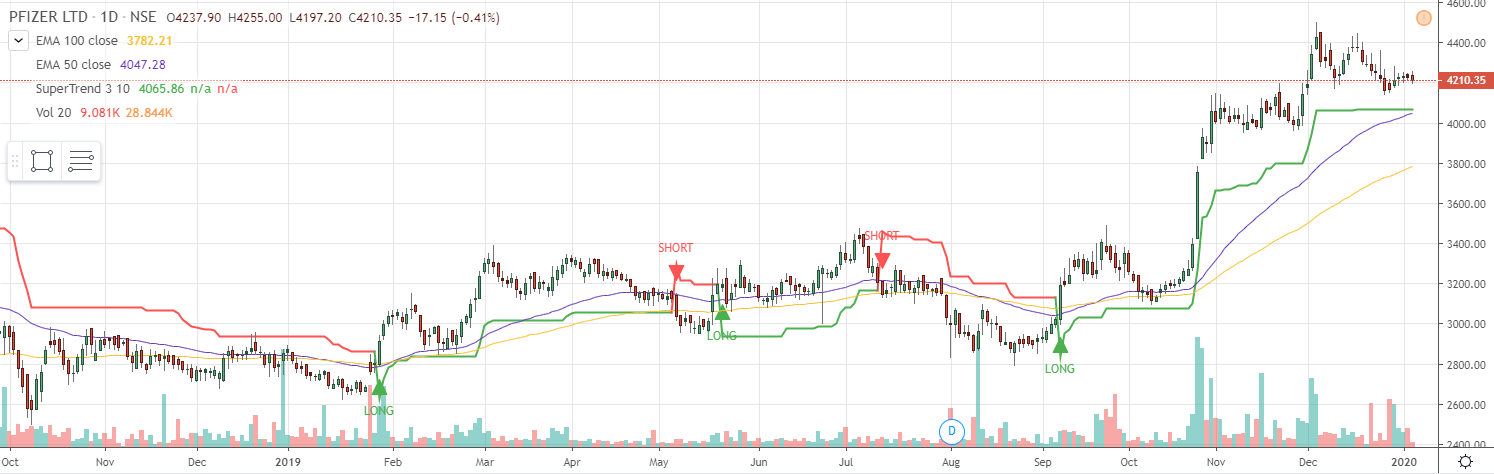 PFIZER LTD · 1D · NSE O4237.90 H4255.00 L4197.20 C4210.35 −17.15 (−0.41%)
EMA 100 close 3782.21
EMA 50 close 4047.28
SuperTrend 3 10 4065.86 n/a n/a
Vol 20 9.081K 28.844K
4600.00
4400.00
4210.35
4000.00
3800.00
3600.00
3400.00
3200.00
3000.00
2800.00
2600.00
2400.00
SHORT
SHORT
LONG
LONG
LONG
D
Oct Nov Dec 2019 Feb Mar Apr May Jun Jul Aug Sep Oct Nov Dec 2020